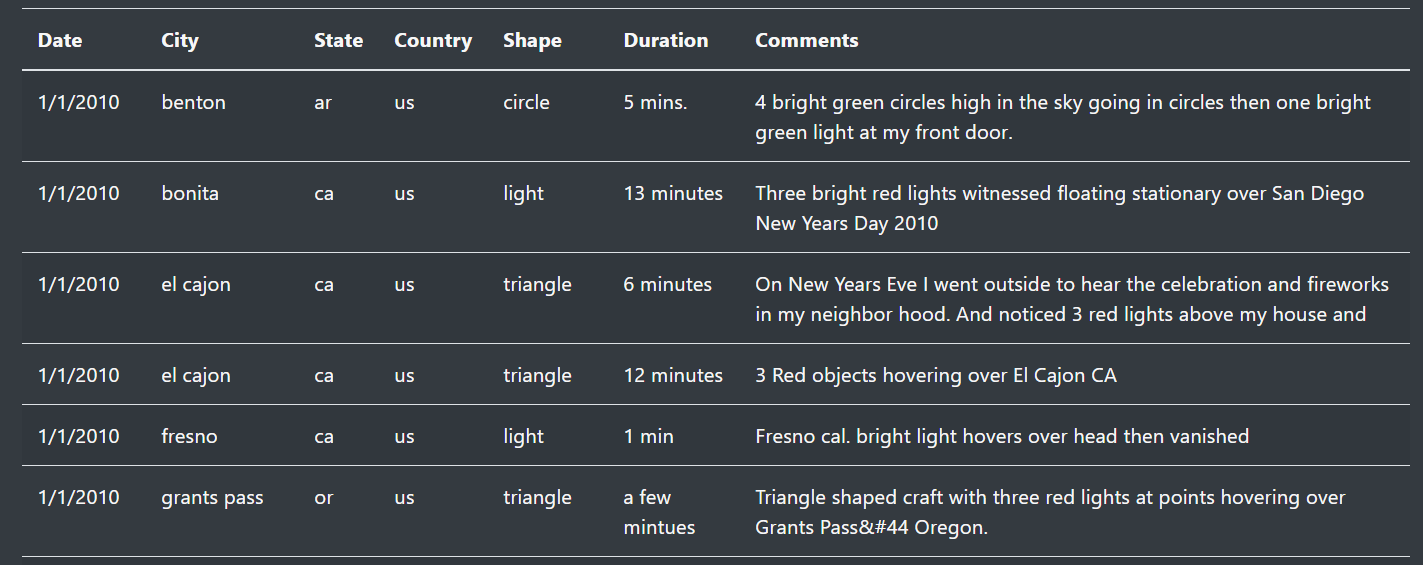 Date City State Country Shape Duration Comments
1/1/2010 benton ar us circle 5 mins. 4 bright green circles high in the sky going in circles then one bright
green light at my front door.
1/1/2010 bonita ca us light 13 minutes Three bright red lights witnessed floating stationary over San Diego
New Years Day 2010
1/1/2010 el cajon ca us triangle 6 minutes On New Years Eve I went outside to hear the celebration and fireworks
in my neighbor hood. And noticed 3 red lights above my house and
1/1/2010 el cajon ca us triangle 12 minutes 3 Red objects hovering over El Cajon CA
1/1/2010 fresno ca us light 1 min Fresno cal. bright light hovers over head then vanished
1/1/2010 grants pass or us triangle a few Triangle shaped craft with three red lights at points hovering over
mintues Grants Pass&#44 Oregon.